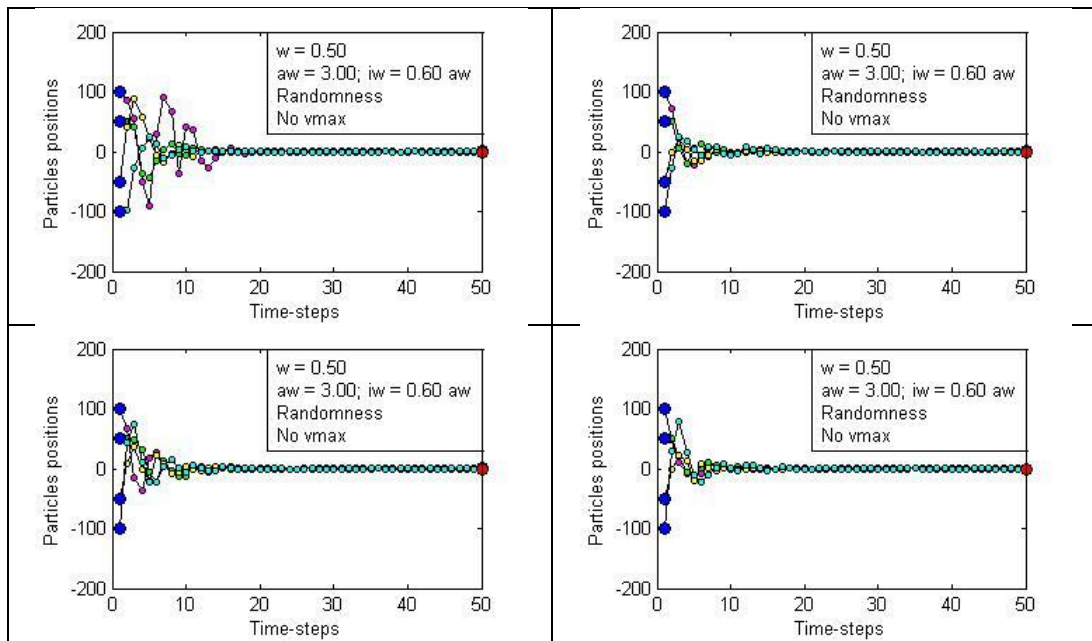 200
100
0
-100
-200
Particles positions
w = 0.50
aw = 3.00; iw = 0.60 aw
Randomness
No vmax
0 10 20 30 40 50
Time-steps
200
100
0
-100
-200
Particles positions
w = 0.50
aw = 3.00; iw = 0.60 aw
Randomness
No vmax
0 10 20 30 40 50
Time-steps
200
100
0
-100
-200
Particles positions
w = 0.50
aw = 3.00; iw = 0.60 aw
Randomness
No vmax
0 10 20 30 40 50
Time-steps
200
100
0
-100
-200
Particles positions
w = 0.50
aw = 3.00; iw = 0.60 aw
Randomness
No vmax
0 10 20 30 40 50
Time-steps